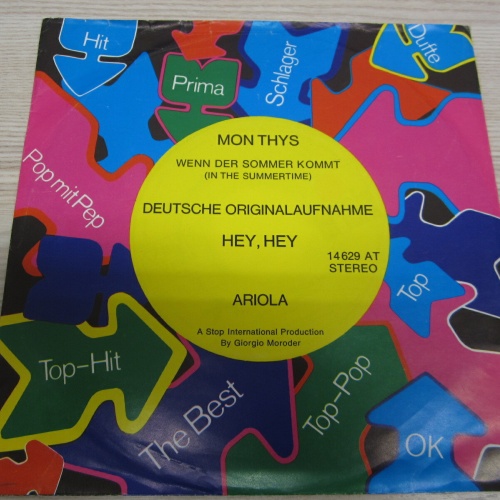 Hit
Prima
Schlager
Dufte
Pop mit Pep
MON THYS
WENN DER SOMMER KOMMT
(IN THE SUMMERTIME)
DEUTSCHE ORIGINALAUFNAHME
HEY, HEY
14 629 AT
STEREO
ARIOLA
A Stop International Production
By Giorgio Moroder
Top
Top-Hit
The Best
Top-Pop
OK